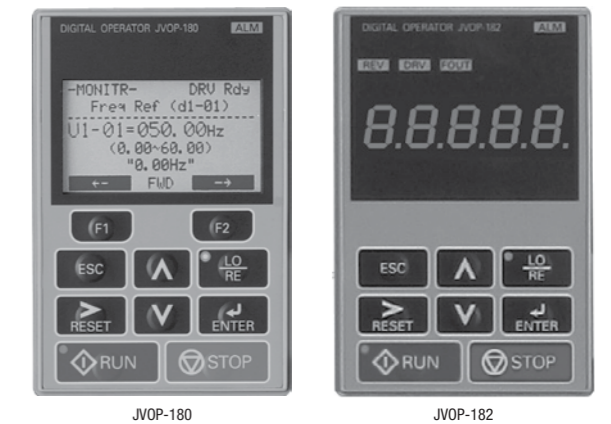 DIGITAL OPERATOR JVOP-180 ALM
-MONITR- DRV Rdy
Freq Ref (d1-01)
U1-01=050.00Hz
(0.00~60.00)
"0.00Hz"
←- FWD -→
F1 F2
ESC LO RE
> RESET ENTER
RUN STOP
JVOP-180
DIGITAL OPERATOR JVOP-182 ALM
REV DRV FOUT
8.8.8.8.8.
ESC LO RE
> RESET ENTER
RUN STOP
JVOP-182